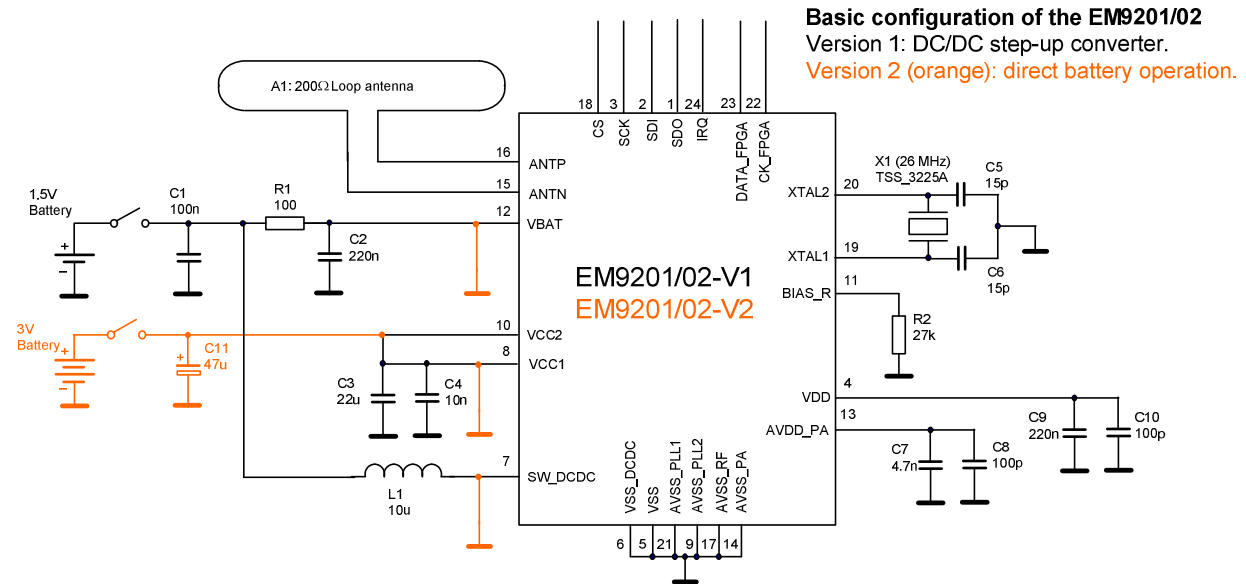 Basic configuration of the EM9201/02
Version 1: DC/DC step-up converter.
Version 2 (orange): direct battery operation.
A1: 200Ω Loop antenna
18
3
2
1
24
23
22
CS
SCK
SDI
SDO
IRQ
DATA_FPGA
CK_FPGA
16
ANTP
15
ANTN
12
VBAT
1.5V
Battery
+
−
C1
100n
R1
100
C2
220n
EM9201/02-V1
EM9201/02-V2
3V
Battery
+
−
+
C11
47u
10
VCC2
8
VCC1
C3
22u
C4
10n
7
SW_DCDC
L1
10u
X1 (26 MHz)
TSS_3225A
20
XTAL2
19
XTAL1
C5
15p
C6
15p
11
BIAS_R
R2
27k
4
VDD
13
AVDD_PA
C9
220n
C10
100p
C7
4.7n
C8
100p
VSS_DCDC
VSS
AVSS_PLL1
AVSS_PLL2
AVSS_RF
AVSS_PA
6
5
21
9
17
14